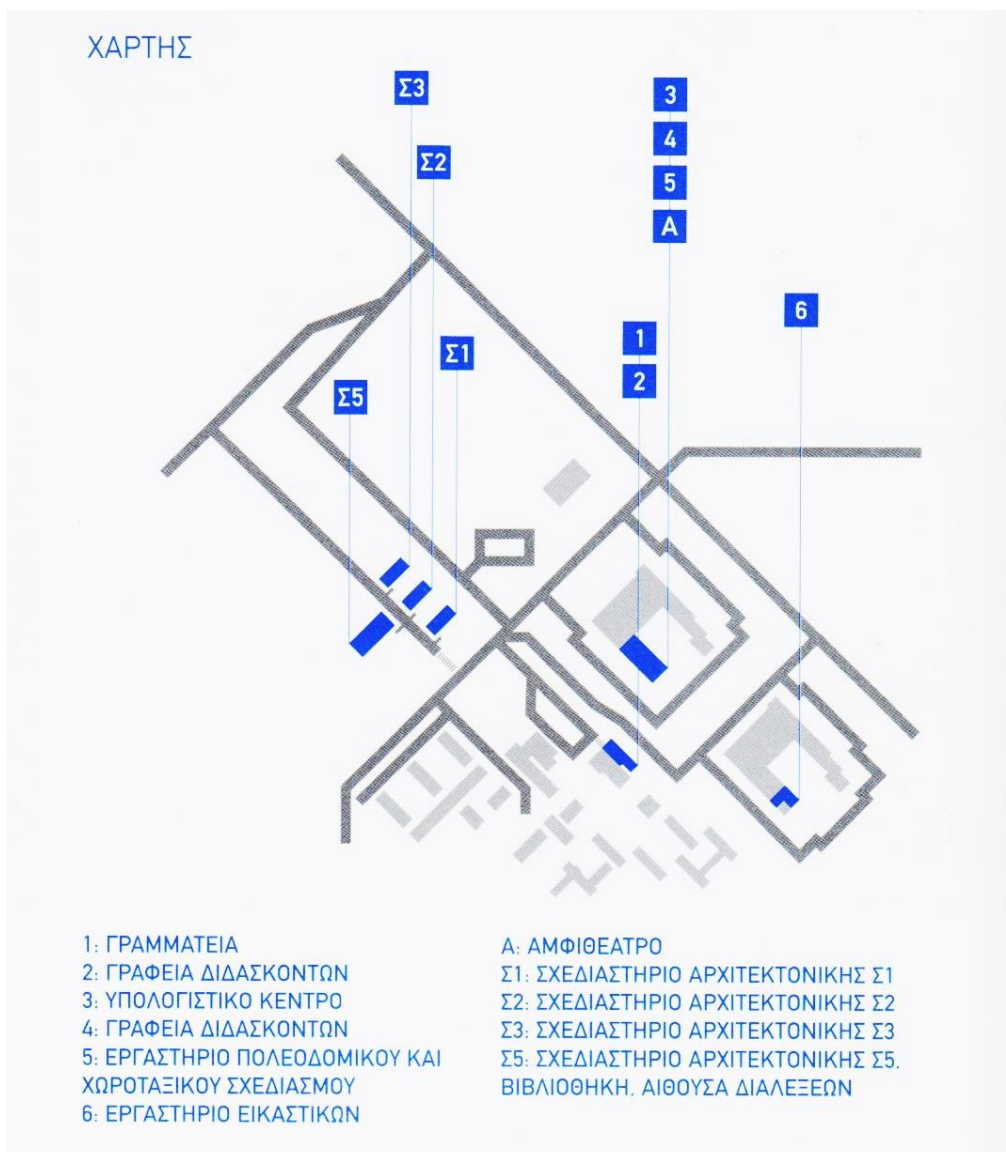 ΧΑΡΤΗΣ
Σ3
3
Σ2
4
5
Α
6
1
Σ1
2
Σ5
1: ΓΡΑΜΜΑΤΕΙΑ
2: ΓΡΑΦΕΙΑ ΔΙΔΑΣΚΟΝΤΩΝ
3: ΥΠΟΛΟΓΙΣΤΙΚΟ ΚΕΝΤΡΟ
4: ΓΡΑΦΕΙΑ ΔΙΔΑΣΚΟΝΤΩΝ
5: ΕΡΓΑΣΤΗΡΙΟ ΠΟΛΕΟΔΟΜΙΚΟΥ ΚΑΙ
ΧΩΡΟΤΑΞΙΚΟΥ ΣΧΕΔΙΑΣΜΟΥ
6: ΕΡΓΑΣΤΗΡΙΟ ΕΙΚΑΣΤΙΚΩΝ
Α: ΑΜΦΙΘΕΑΤΡΟ
Σ1: ΣΧΕΔΙΑΣΤΗΡΙΟ ΑΡΧΙΤΕΚΤΟΝΙΚΗΣ Σ1
Σ2: ΣΧΕΔΙΑΣΤΗΡΙΟ ΑΡΧΙΤΕΚΤΟΝΙΚΗΣ Σ2
Σ3: ΣΧΕΔΙΑΣΤΗΡΙΟ ΑΡΧΙΤΕΚΤΟΝΙΚΗΣ Σ3
Σ5: ΣΧΕΔΙΑΣΤΗΡΙΟ ΑΡΧΙΤΕΚΤΟΝΙΚΗΣ Σ5,
ΒΙΒΛΙΟΘΗΚΗ, ΑΙΘΟΥΣΑ ΔΙΑΛΕΞΕΩΝ